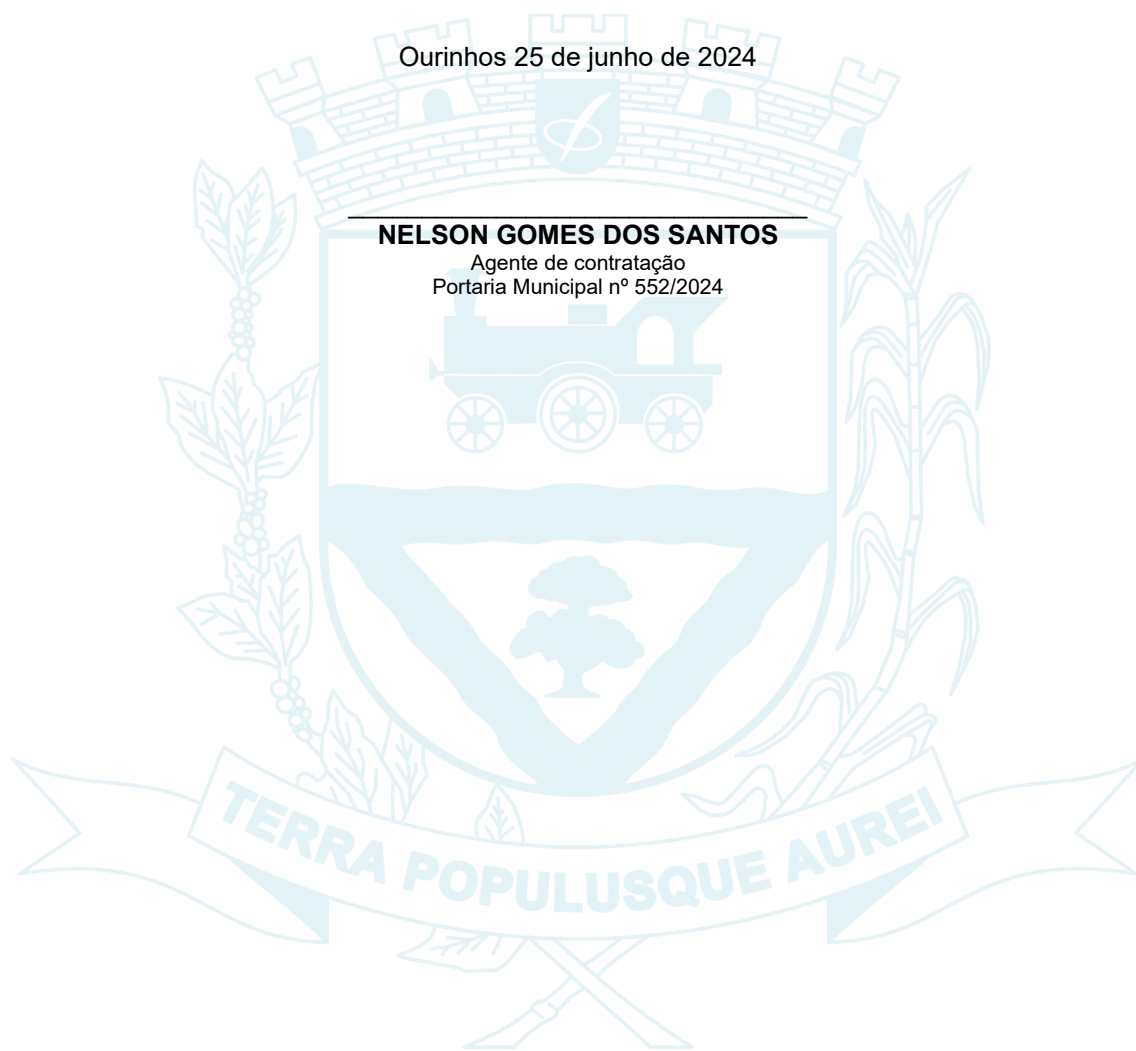 Ourinhos 25 de junho de 2024
NELSON GOMES DOS SANTOS
Agente de contratação
Portaria Municipal nº 552/2024
TERRA POPULUSQUE AUREI